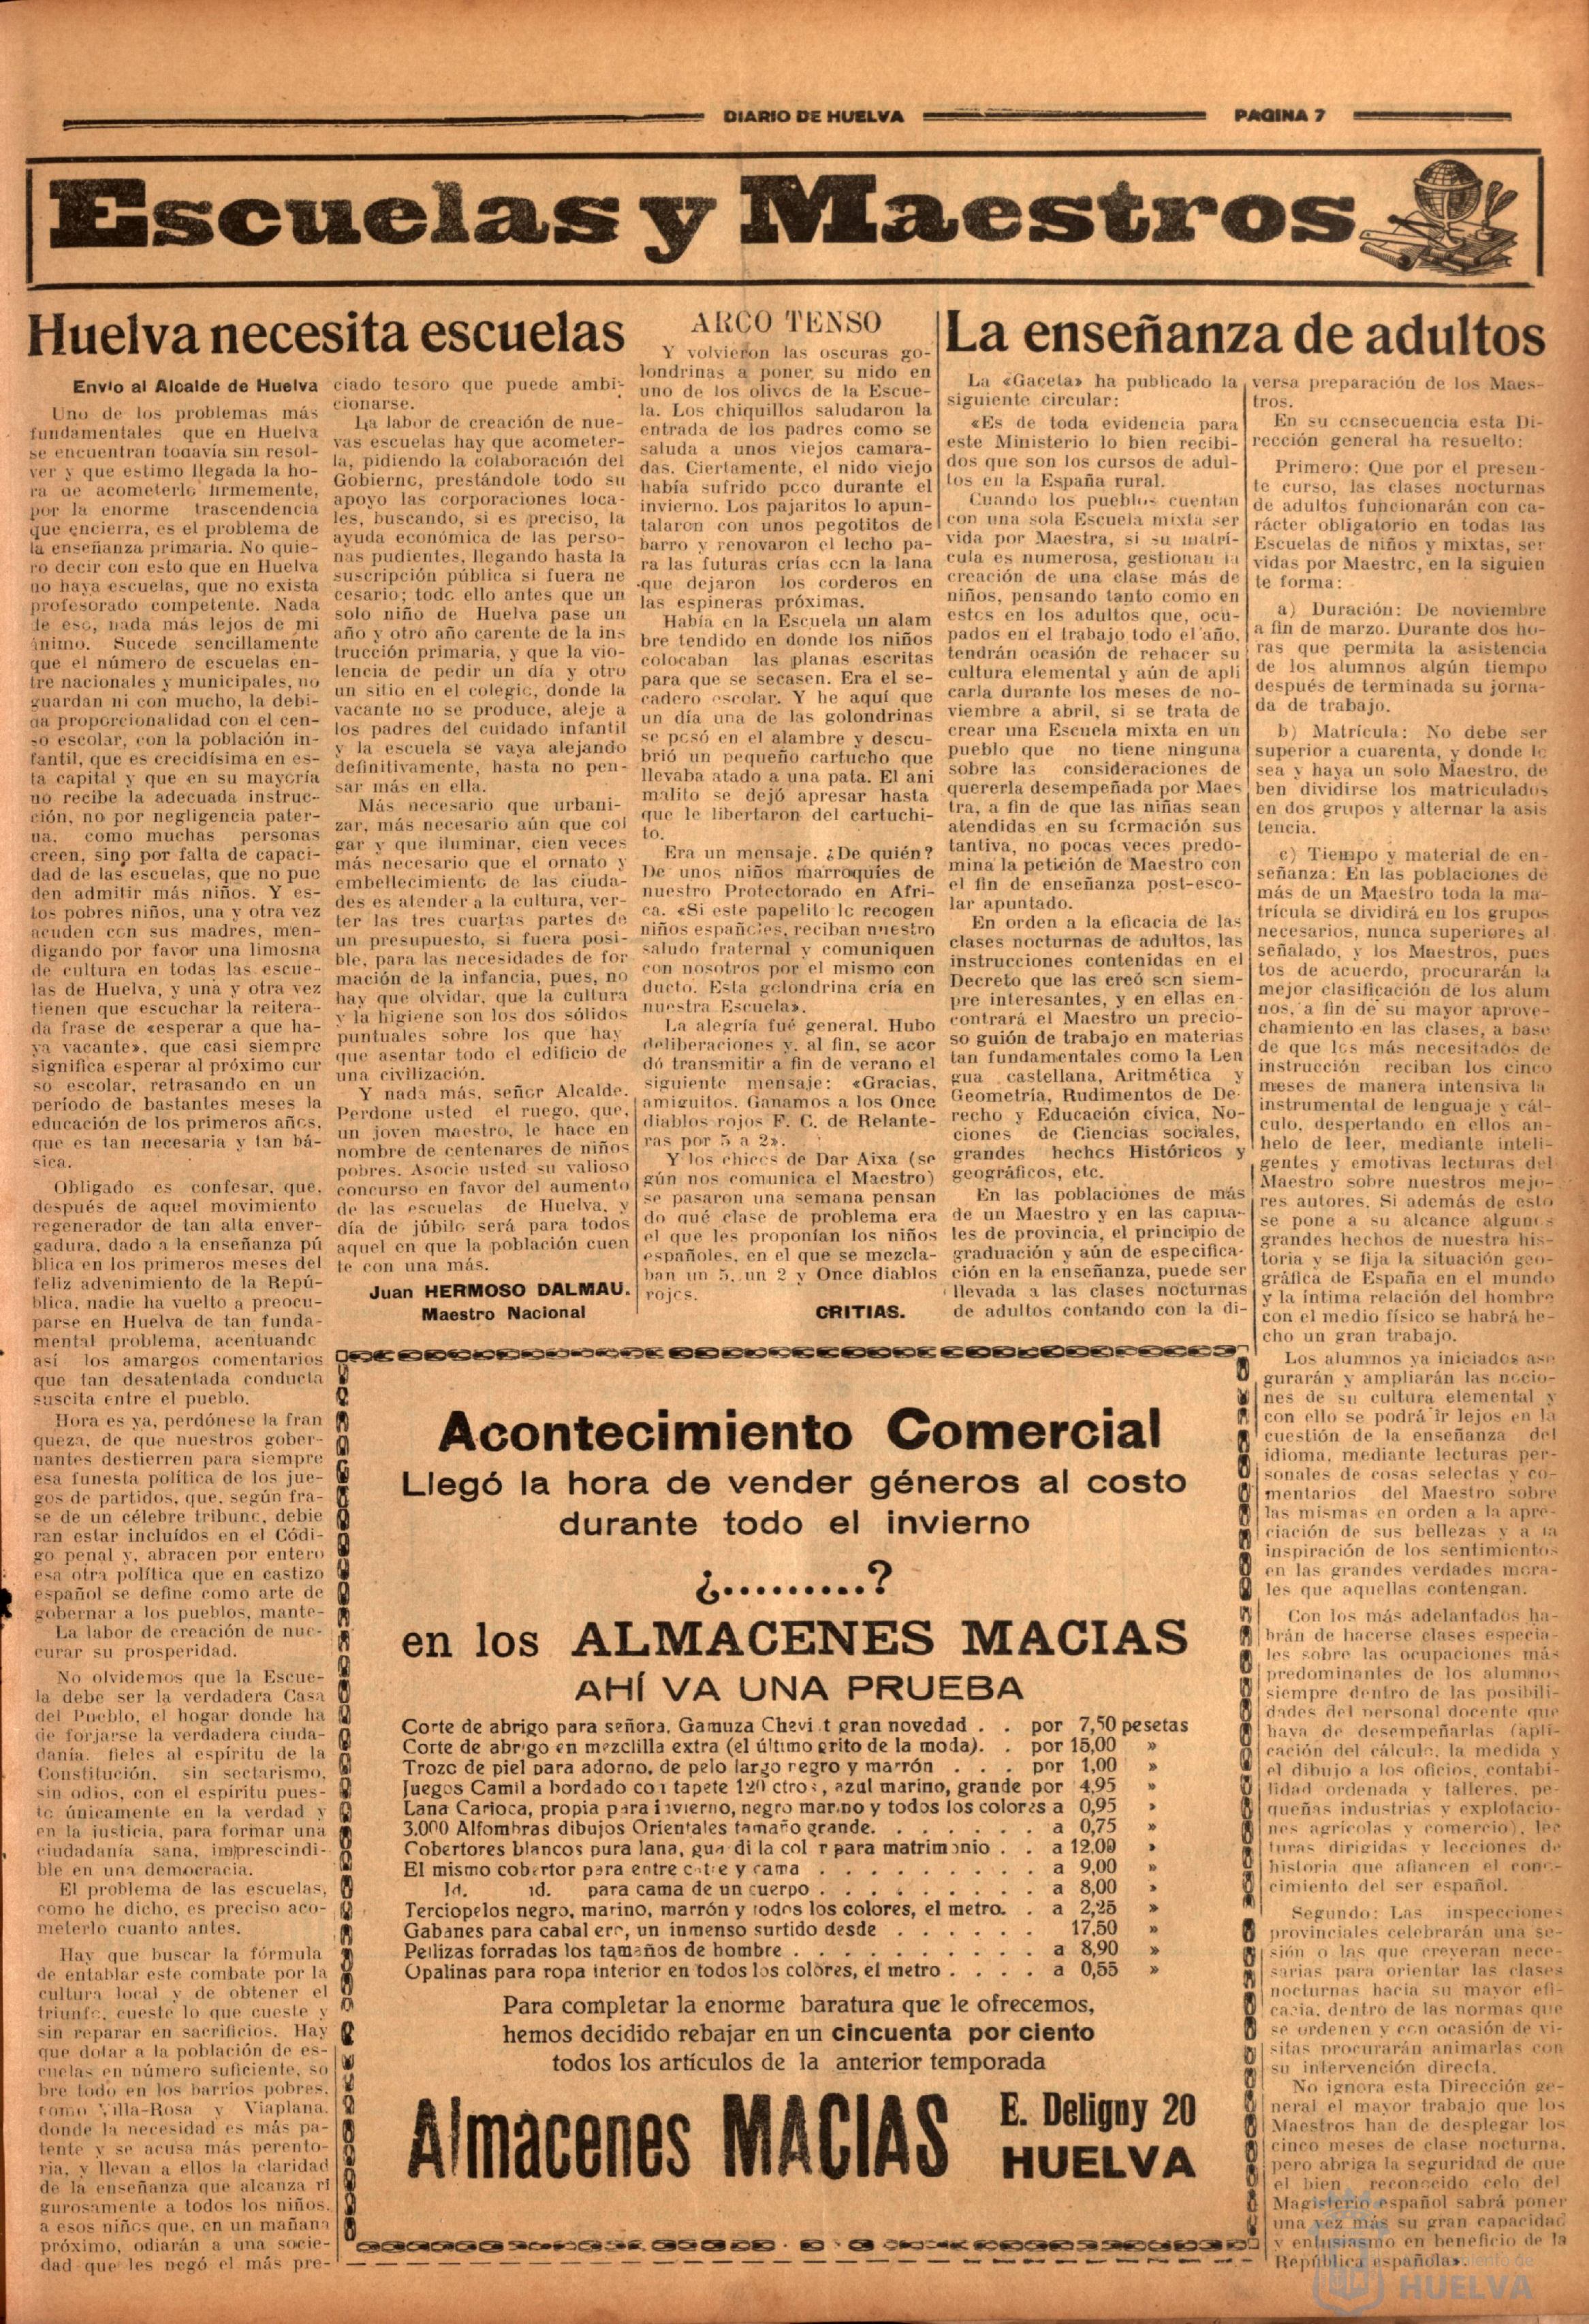 DIARIO DE HUELVA
PAGINA 7
Escuelas y Maestros
Huelva necesita escuelas
Envío al Alcalde de Huelva
Uno de los problemas más
fundamentales que en Huelva
se encuentran todavía sin resol-
ver y que estimo llegada la ho-
ra de acometerlo firmemente,
por la enorme trascendencia
que encierra, es el problema de
la enseñanza primaria. No quie-
ro decir con esto que en Huelva
no haya escuelas, que no exista
profesorado competente. Nada
de eso, nada más lejos de mi
ánimo. Sucede sencillamente
que el número de escuelas en-
tre nacionales y municipales, no
guardan ni con mucho, la debi-
da proporcionalidad con el cen-
so escolar, con la población in-
fantil, que es crecidísima en es-
ta capital y que en su mayoría
no recibe la adecuada instruc-
ción, no por negligencia pater-
na, como muchas personas
creen, sino por falta de capaci-
dad de las escuelas, que no pue
den admitir más niños. Y es-
tos pobres niños, una y otra vez
acuden con sus madres, men-
digando por favor una limosna
de cultura en todas las escue-
las de Huelva, y una y otra vez
tienen que escuchar la reitera-
da frase de «esperar a que ha-
ya vacante», que casi siempre
significa esperar al próximo cur
so escolar, retrasando en un
período de bastantes meses la
educación de los primeros años,
que es tan necesaria y tan bá-
sica.
Obligado es confesar, que,
después de aquel movimiento
regenerador de tan alta enver-
gadura, dado a la enseñanza pú
blica en los primeros meses del
feliz advenimiento de la Repú-
blica, nadie ha vuelto a preocu-
parse en Huelva de tan funda-
mental problema, acentuando
así los amargos comentarios
que tan desatentada conducta
suscita entre el pueblo.
Hora es ya, perdónese la fran
queza, de que nuestros gober-
nantes destierren para siempre
esa funesta política de los jue-
gos de partidos, que, según fra-
se de un célebre tribuno, debie
ran estar incluídos en el Códi-
go penal y, abracen por entero
esa otra política que en castizo
español se define como arte de
gobernar a los pueblos, mante-
La labor de creación de nue-
curar su prosperidad.
No olvidemos que la Escue-
la debe ser la verdadera Casa
del Pueblo, el hogar donde ha
de forjarse la verdadera ciuda-
danía, fieles al espíritu de la
Constitución, sin sectarismo,
sin odios, con el espíritu pues-
to únicamente en la verdad y
en la justicia, para formar una
ciudadanía sana, imprescindi-
ble en una democracia.
El problema de las escuelas,
como he dicho, es preciso aco-
meterlo cuanto antes.
Hay que buscar la fórmula
de entablar este combate por la
cultura local y de obtener el
triunfo, cueste lo que cueste y
sin reparar en sacrificios. Hay
que dotar a la población de es-
cuelas en número suficiente, so
bre todo en los barrios pobres,
como Villa-Rosa y Viaplana,
donde la necesidad es más pa-
tente y se acusa más perento-
ria, y llevan a ellos la claridad
de la enseñanza que alcanza ri
gurosamente a todos los niños,
a esos niños que, en un mañana
próximo, odiarán a una socie-
dad que les negó el más pre-
ciado tesoro que puede ambi-
cionarse.
La labor de creación de nue-
vas escuelas hay que acometer-
la, pidiendo la colaboración del
Gobierno, prestándole todo su
apoyo las corporaciones loca-
les, buscando, si es preciso, la
ayuda económica de las perso-
nas pudientes, llegando hasta la
suscripción pública si fuera ne
cesario; todo ello antes que un
solo niño de Huelva pase un
año y otro año carente de la ins
trucción primaria, y que la vio-
lencia de pedir un día y otro
un sitio en el colegio, donde la
vacante no se produce, aleje a
los padres del cuidado infantil
y la escuela se vaya alejando
definitivamente, hasta no pen-
sar más en ella.
Más necesario que urbani-
zar, más necesario aún que col
gar y que iluminar, cien veces
más necesario que el ornato y
embellecimiento de las ciuda-
des es atender a la cultura, ver-
ter las tres cuartas partes de
un presupuesto, si fuera posi-
ble, para las necesidades de for
mación de la infancia, pues, no
hay que olvidar, que la cultura
y la higiene son los dos sólidos
puntuales sobre los que hay
que asentar todo el edificio de
una civilización.
Y nada más, señor Alcalde.
Perdone usted el ruego, que,
un joven maestro, le hace en
nombre de centenares de niños
pobres. Asocie usted su valioso
concurso en favor del aumento
de las escuelas de Huelva, y
día de júbilo será para todos
aquel en que la población cuen
te con una más.
Juan HERMOSO DALMAU.
Maestro Nacional
ARCO TENSO
Y volvieron las oscuras go-
londrinas a poner su nido en
uno de los olivos de la Escue-
la. Los chiquillos saludaron la
entrada de los padres como se
saluda a unos viejos camara-
das. Ciertamente, el nido viejo
había sufrido poco durante el
invierno. Los pajaritos lo apun-
talaron con unos pegotitos de
barro y renovaron el lecho pa-
ra las futuras crías con la lana
que dejaron los corderos en
las espineras próximas.
Había en la Escuela un alam
bre tendido en donde los niños
colocaban las planas escritas
para que se secasen. Era el se-
cadero escolar. Y he aquí que
un día una de las golondrinas
se posó en el alambre y descu-
brió un pequeño cartucho que
llevaba atado a una pata. El ani
malito se dejó apresar hasta
que le libertaron del cartuchi-
to.
Era un mensaje. ¿De quién?
De unos niños marroquíes de
nuestro Protectorado en Afri-
ca. «Si este papelito lo recogen
niños españoles, reciban nuestro
saludo fraternal y comuniquen
con nosotros por el mismo con
ducto. Esta golondrina cría en
nuestra Escuela».
La alegría fué general. Hubo
deliberaciones y, al fin, se acor
dó transmitir a fin de verano el
siguiente mensaje: «Gracias,
amiguitos. Ganamos a los Once
diablos rojos F. C. de Relante-
ras por 5 a 2».
Y los chicos de Dar Aixa (se
gún nos comunica el Maestro)
se pasaron una semana pensan
do qué clase de problema era
el que les proponían los niños
españoles, en el que se mezcla-
ban un 5, un 2 y Once diablos
rojos.
CRITIAS.
La enseñanza de adultos
La «Gaceta» ha publicado la
siguiente circular:
«Es de toda evidencia para
este Ministerio lo bien recibi-
dos que son los cursos de adul-
tos en la España rural.
Cuando los pueblos cuentan
con una sola Escuela mixta ser
vida por Maestra, si su matrí-
cula es numerosa, gestionan la
creación de una clase más de
niños, pensando tanto como en
estos en los adultos que, ocu-
pados en el trabajo todo el año,
tendrán ocasión de rehacer su
cultura elemental y aún de apli
carla durante los meses de no-
viembre a abril, si se trata de
crear una Escuela mixta en un
pueblo que no tiene ninguna
sobre las consideraciones de
quererla desempeñada por Maes
tra, a fin de que las niñas sean
atendidas en su formación sus
tantiva, no pocas veces predo-
mina la petición de Maestro con
el fin de enseñanza post-esco-
lar apuntado.
En orden a la eficacia de las
clases nocturnas de adultos, las
instrucciones contenidas en el
Decreto que las creó son siem-
pre interesantes, y en ellas en-
contrará el Maestro un precio-
so guión de trabajo en materias
tan fundamentales como la Len
gua castellana, Aritmética y
Geometría, Rudimentos de De-
recho y Educación cívica, No-
ciones de Ciencias sociales,
grandes hechos Históricos y
geográficos, etc.
En las poblaciones de más
de un Maestro y en las capita-
les de provincia, el principio de
graduación y aún de especifica-
ción en la enseñanza, puede ser
llevada a las clases nocturnas
de adultos contando con la di-
versa preparación de los Maes-
tros.
En su consecuencia esta Di-
rección general ha resuelto:
Primero: Que por el presen-
te curso, las clases nocturnas
de adultos funcionarán con ca-
rácter obligatorio en todas las
Escuelas de niños y mixtas, ser
vidas por Maestro, en la siguien
te forma:
a) Duración: De noviembre
a fin de marzo. Durante dos ho-
ras que permita la asistencia
de los alumnos algún tiempo
después de terminada su jorna-
da de trabajo.
b) Matrícula: No debe ser
superior a cuarenta, y donde lo
sea y haya un solo Maestro, de
ben dividirse los matriculados
en dos grupos y alternar la asis
tencia.
c) Tiempo y material de en-
señanza: En las poblaciones de
más de un Maestro toda la ma-
trícula se dividirá en los grupos
necesarios, nunca superiores al
señalado, y los Maestros, pues
tos de acuerdo, procurarán la
mejor clasificación de los alum
nos, a fin de su mayor aprove-
chamiento en las clases, a base
de que los más necesitados de
instrucción reciban los cinco
meses de manera intensiva la
instrumental de lenguaje y cál-
culo, despertando en ellos an-
helo de leer, mediante inteli-
gentes y emotivas lecturas del
Maestro sobre nuestros mejo-
res autores. Si además de esto
se pone a su alcance algunos
grandes hechos de nuestra his-
toria y se fija la situación geo-
gráfica de España en el mundo
y la íntima relación del hombre
con el medio físico se habrá he-
cho un gran trabajo.
Los alumnos ya iniciados ase
gurarán y ampliarán las nocio-
nes de su cultura elemental y
con ello se podrá ir lejos en la
cuestión de la enseñanza del
idioma, mediante lecturas per-
sonales de cosas selectas y co-
mentarios del Maestro sobre
las mismas en orden a la apre-
ciación de sus bellezas y a la
inspiración de los sentimientos
en las grandes verdades mora-
les que aquellas contengan.
Con los más adelantados ha-
brán de hacerse clases especia-
les sobre las ocupaciones más
predominantes de los alumnos
siempre dentro de las posibili-
dades del personal docente que
haya de desempeñarlas (apli-
cación del cálculo, la medida y
el dibujo a los oficios, contabi-
lidad ordenada y talleres, pe-
queñas industrias y explotacio-
nes agrícolas y comercio), lec
turas dirigidas y lecciones de
historia que afiancen el cono-
cimiento del ser español.
Segundo: Las inspecciones
provinciales celebrarán una se-
sión o las que creyeran nece-
sarias para orientar las clases
nocturnas hacia su mayor efi-
cacia, dentro de las normas que
se ordenen y con ocasión de vi-
sitas procurarán animarlas con
su intervención directa.
No ignora esta Dirección ge-
neral el mayor trabajo que los
Maestros han de desplegar los
cinco meses de clase nocturna,
pero abriga la seguridad de que
el bien reconocido celo del
Magisterio español sabrá poner
una vez más su gran capacidad
y entusiasmo en beneficio de la
República española».
Acontecimiento Comercial
Llegó la hora de vender géneros al costo
durante todo el invierno
¿.........?
en los ALMACENES MACIAS
AHÍ VA UNA PRUEBA
Corte de abrigo para señora, Gamuza Chevi t gran novedad . . por 7,50 pesetas
Corte de abrigo en mezclilla extra (el último grito de la moda). . por 15,00 »
Trozo de piel para adorno, de pelo largo negro y marrón . . . por 1,00 »
Juegos Camil a bordado con tapete 120 ctros, azul marino, grande por 4,95 »
Lana Carioca, propia para invierno, negro marino y todos los colores a 0,95 »
3.000 Alfombras dibujos Orientales tamaño grande. . . . . . . a 0,75 »
Cobertores blancos pura lana, gua di la col r para matrimonio . . a 12,00 »
El mismo cobertor para entre catre y cama . . . . . . . . . a 9,00 »
Id. id. para cama de un cuerpo . . . . . . . . . a 8,00 »
Terciopelos negro, marino, marrón y todos los colores, el metro. . a 2,25 »
Gabanes para cabal ero, un inmenso surtido desde . . . . . . 17,50 »
Pellizas forradas los tamaños de hombre . . . . . . . . . . a 8,90 »
Opalinas para ropa interior en todos los colores, el metro . . . . a 0,55 »
Para completar la enorme baratura que le ofrecemos,
hemos decidido rebajar en un cincuenta por ciento
todos los artículos de la anterior temporada
Almacenes MACIAS
E. Deligny 20
HUELVA
HUELVA